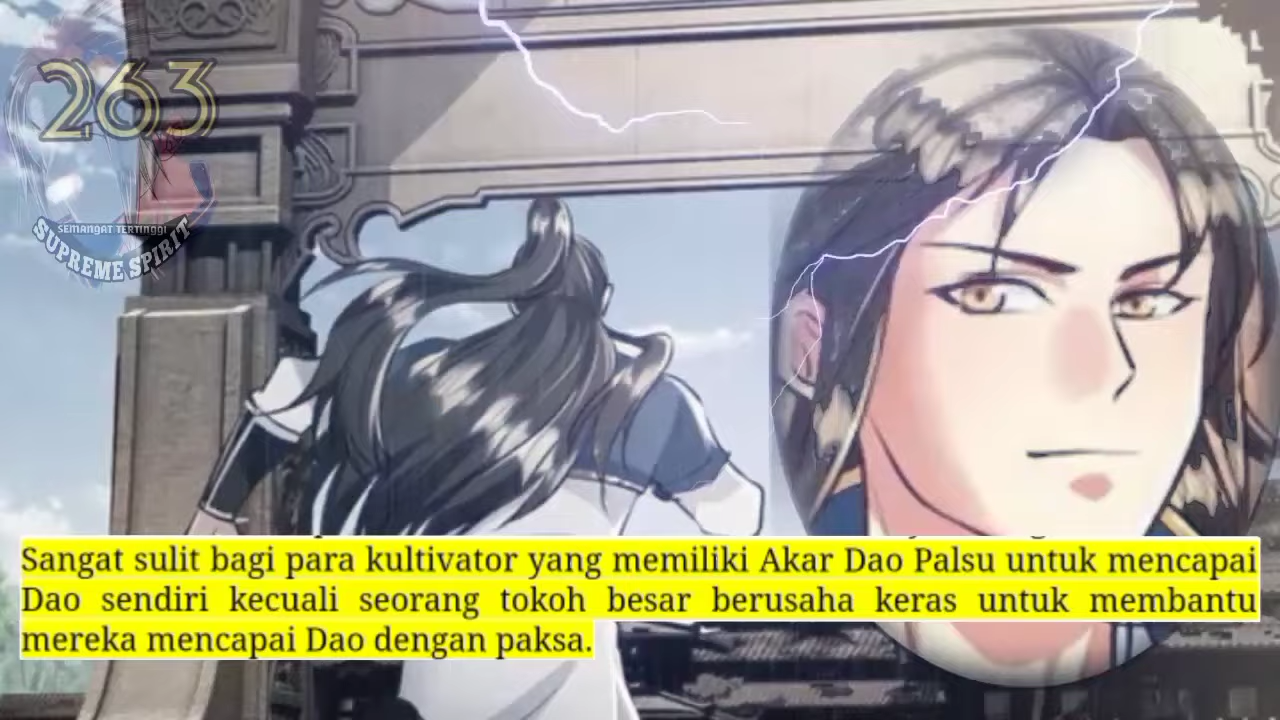 263
SEMANGAT TERTINGGI
SUPREME SPIRIT
Sangat sulit bagi para kultivator yang memiliki Akar Dao Palsu untuk mencapai
Dao sendiri kecuali seorang tokoh besar berusaha keras untuk membantu
mereka mencapai Dao dengan paksa.